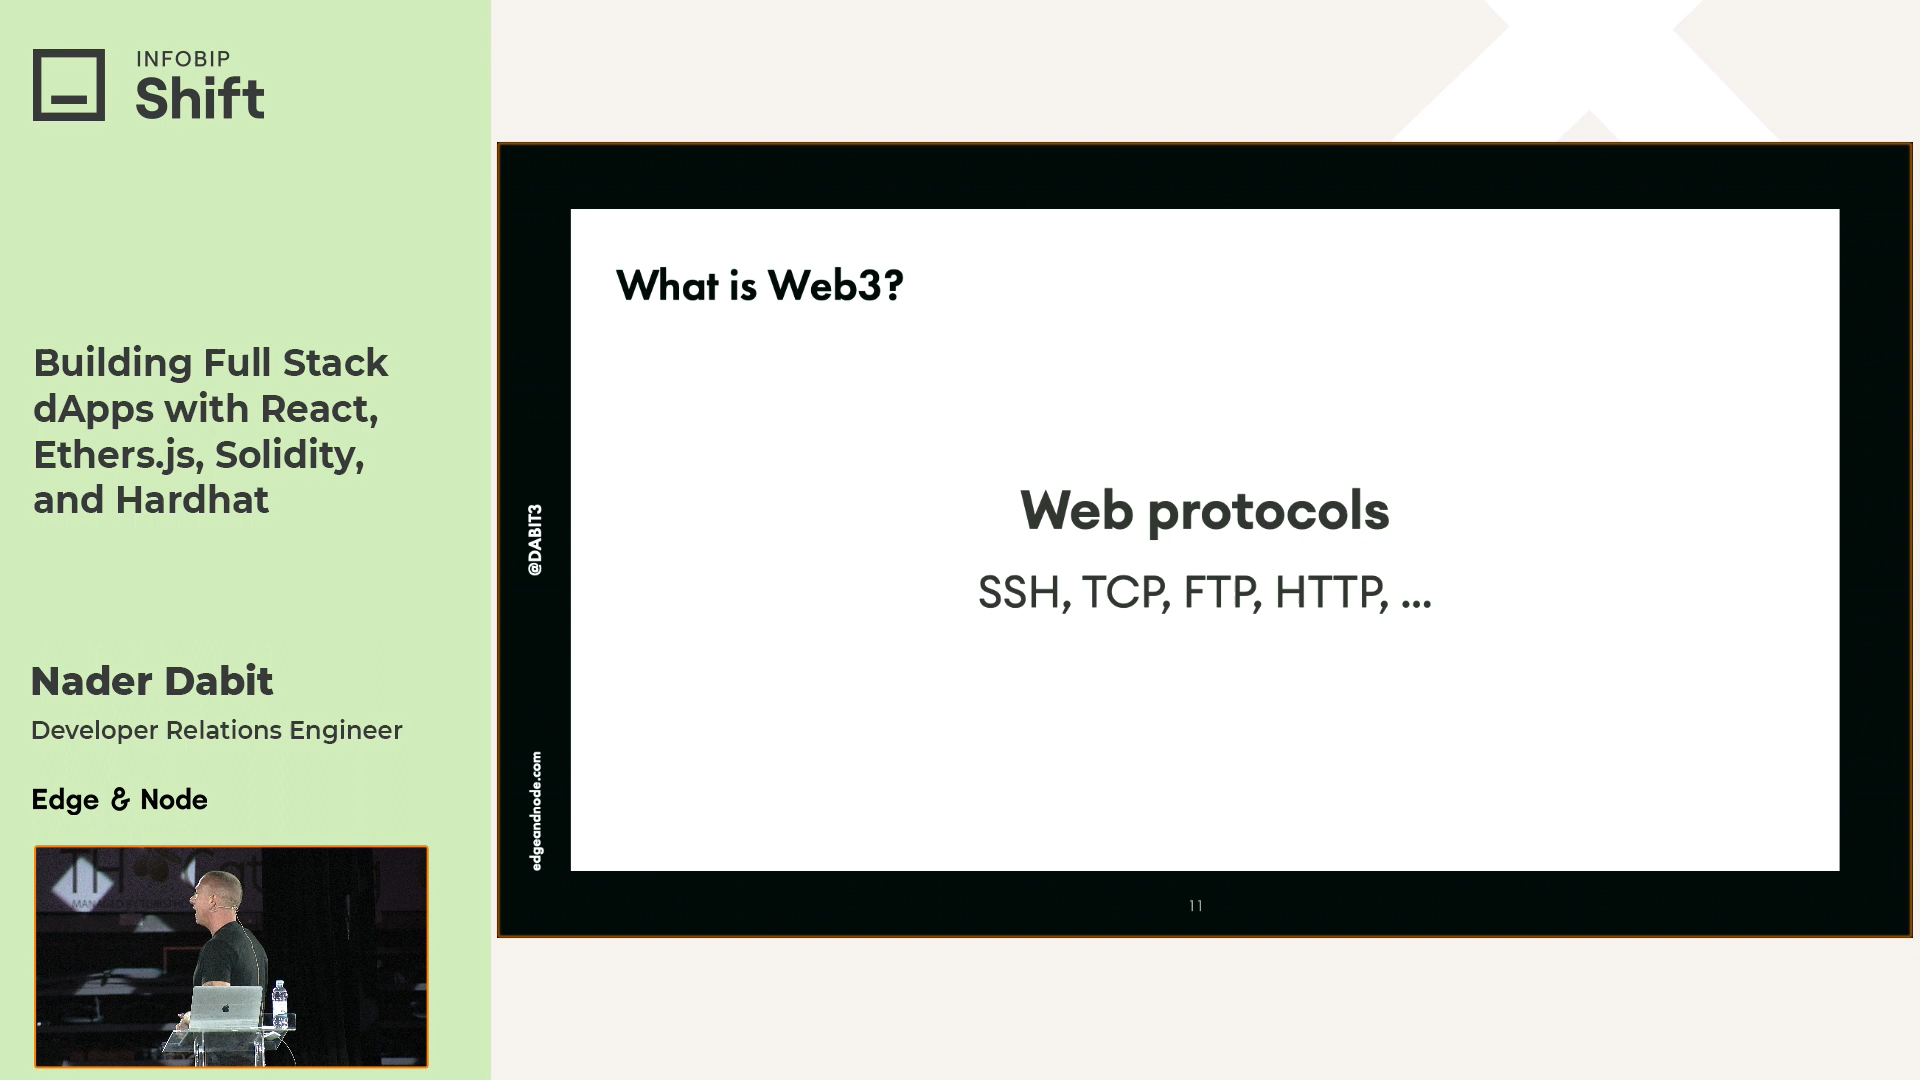 INFOBIP
Shift
Building Full Stack
dApps with React,
Ethers.js, Solidity,
and Hardhat
Nader Dabit
Developer Relations Engineer
Edge & Node
What is Web3?
Web protocols
SSH, TCP, FTP, HTTP, ...
@DABIT3
edgeandnode.com
11